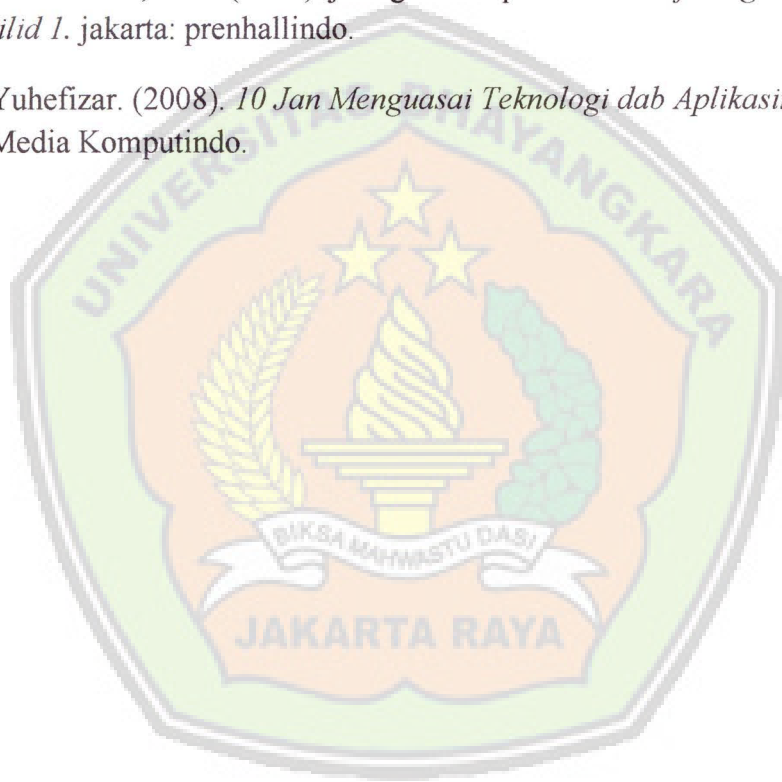 ilid 1. jakarta: prenhallindo.
Yuhefizar. (2008). 10 Jan Menguasai Teknologi dab Aplikasi
Media Komputindo.
UNIVERSITAS BHAYANGKARA
BIKSA MAHWASTU DASI
JAKARTA RAYA